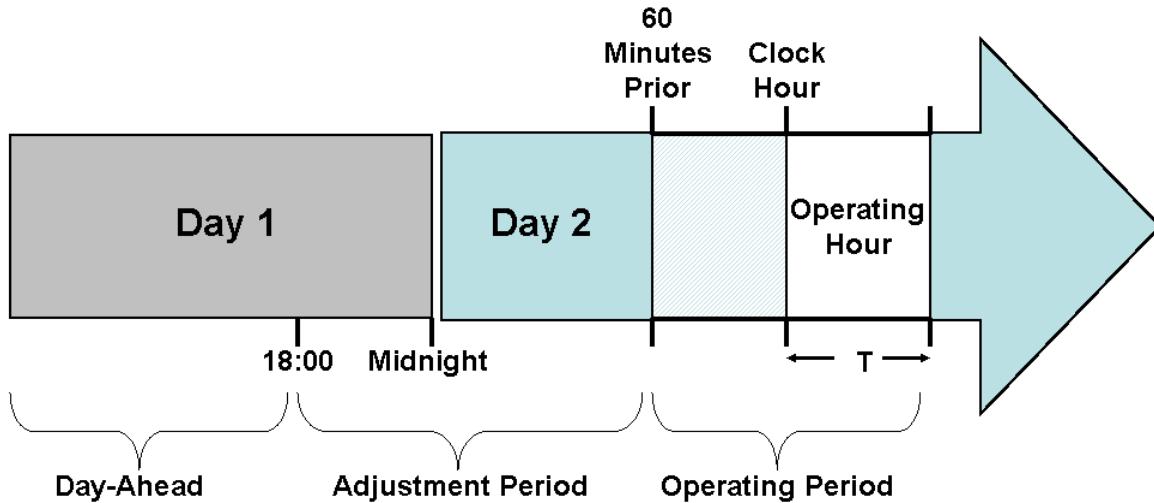 60
Minutes
Prior
Clock
Hour
Day 1
Day 2
Operating
Hour
18:00
Midnight
T
Day-Ahead
Adjustment Period
Operating Period